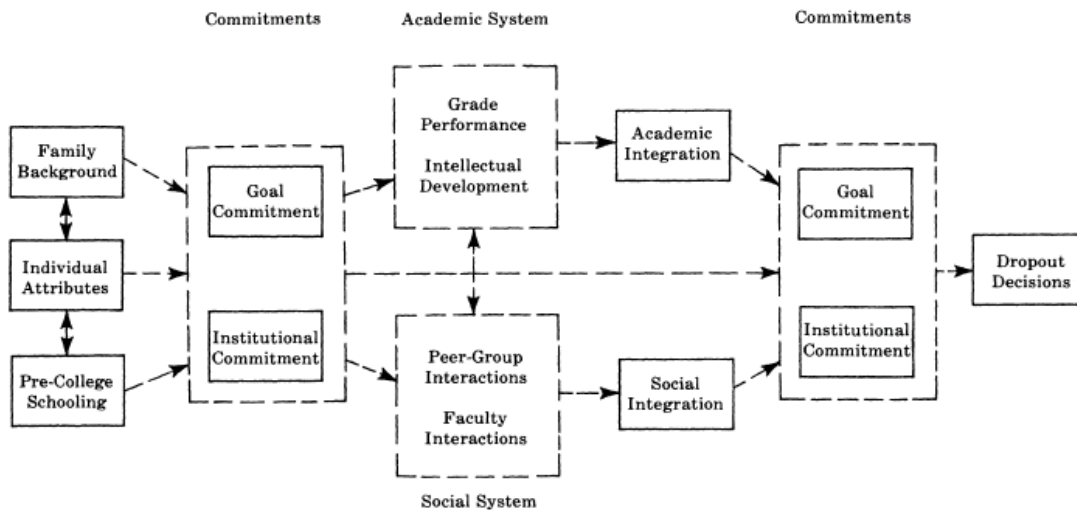 Commitments
Academic System
Commitments
Family
Background
Individual
Attributes
Pre-College
Schooling
Goal
Commitment
Institutional
Commitment
Grade
Performance
Intellectual
Development
Peer-Group
Interactions
Faculty
Interactions
Social System
Academic
Integration
Social
Integration
Goal
Commitment
Institutional
Commitment
Dropout
Decisions